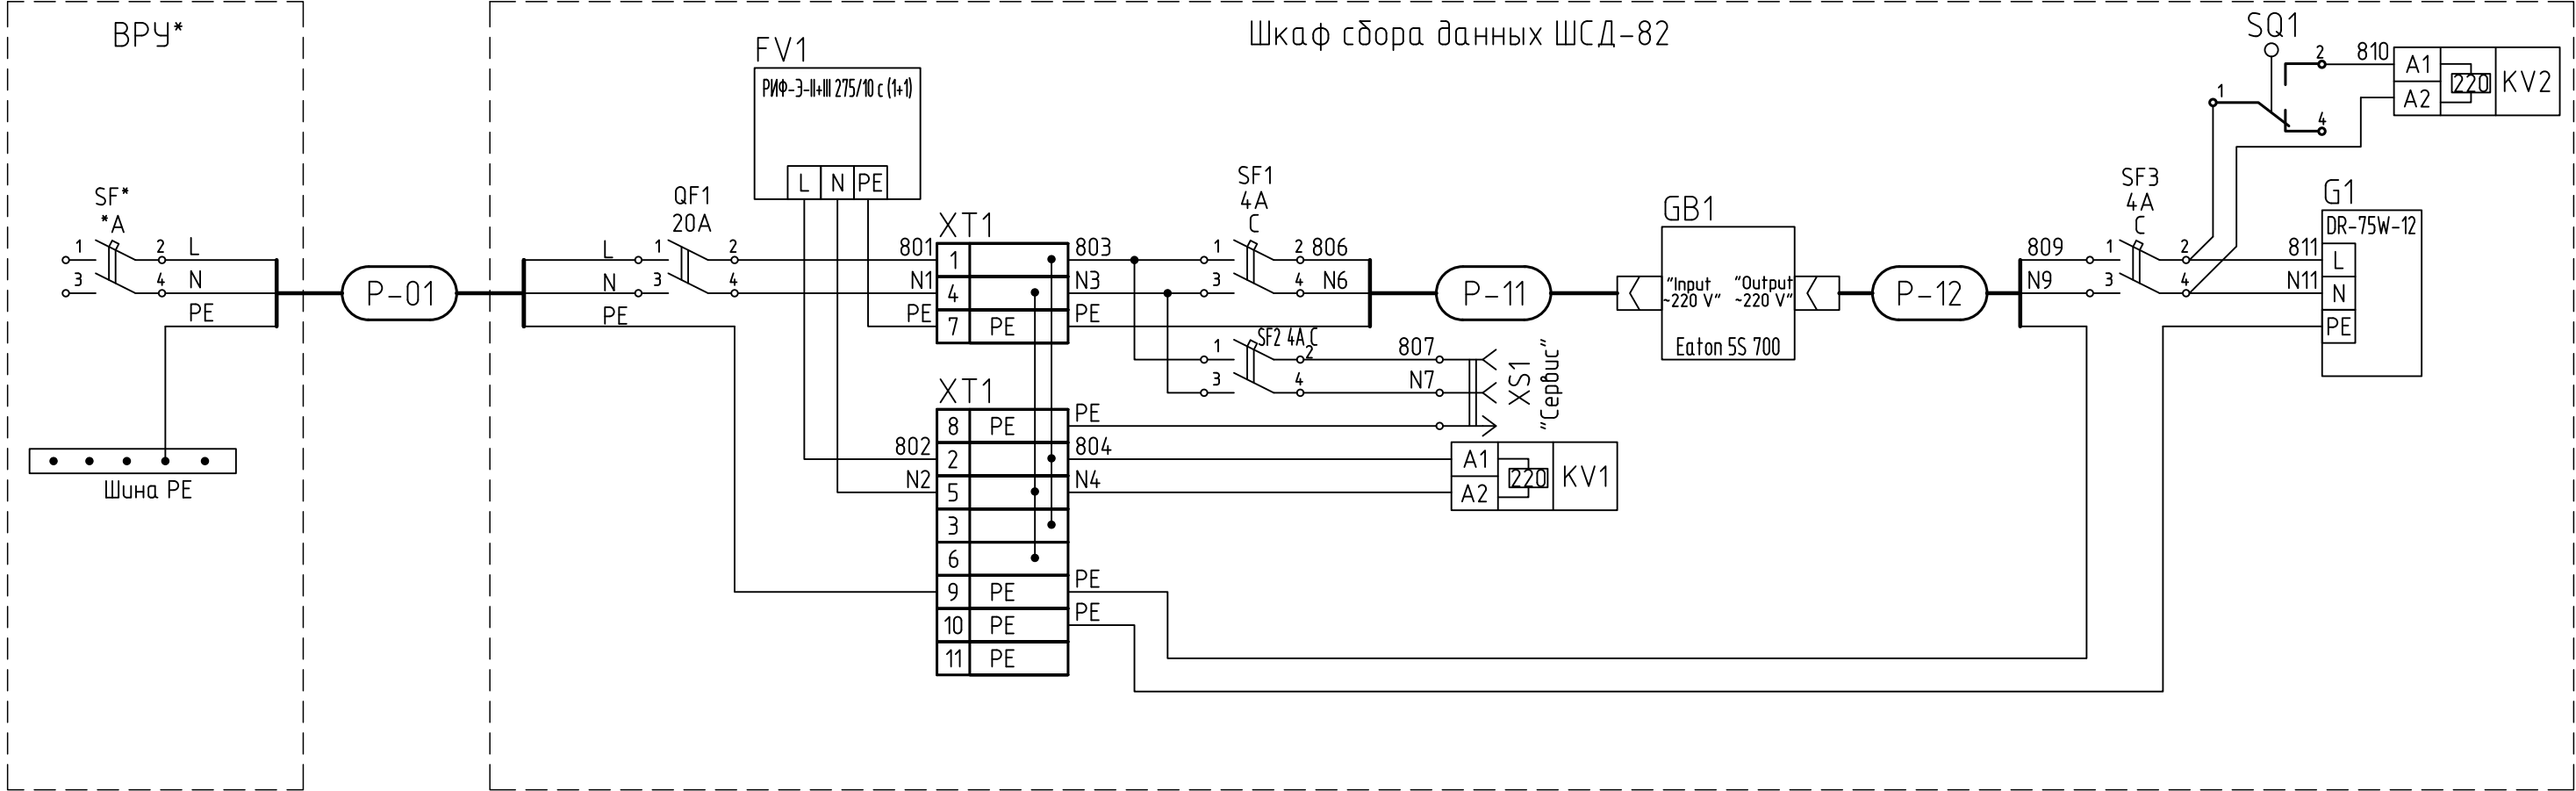 ВРУ*
Шкаф сбора данных ШСД-82
SF*
*А
1
2
L
3
4
N
PE
Шина PE
P-01
L
N
PE
QF1
20А
1
2
3
4
FV1
РИФ-Э-II+III 275/10 с (1+1)
L
N
PE
801
N1
PE
XT1
1
4
7 PE
803
N3
PE
SF1
4А
С
1
2
3
4
806
N6
SF2 4А С
1
2
3
4
807
N7
XS1
"Сервис"
802
N2
XT1
8 PE
2
5
3
6
9 PE
10 PE
11 PE
PE
804
N4
PE
PE
A1
A2
220
KV1
P-11
GB1
"Input
~220 V"
"Output
~220 V"
Eaton 5S 700
P-12
809
N9
SF3
4А
С
1
2
3
4
SQ1
1
2
4
810
A1
A2
220
KV2
811
N11
G1
DR-75W-12
L
N
PE